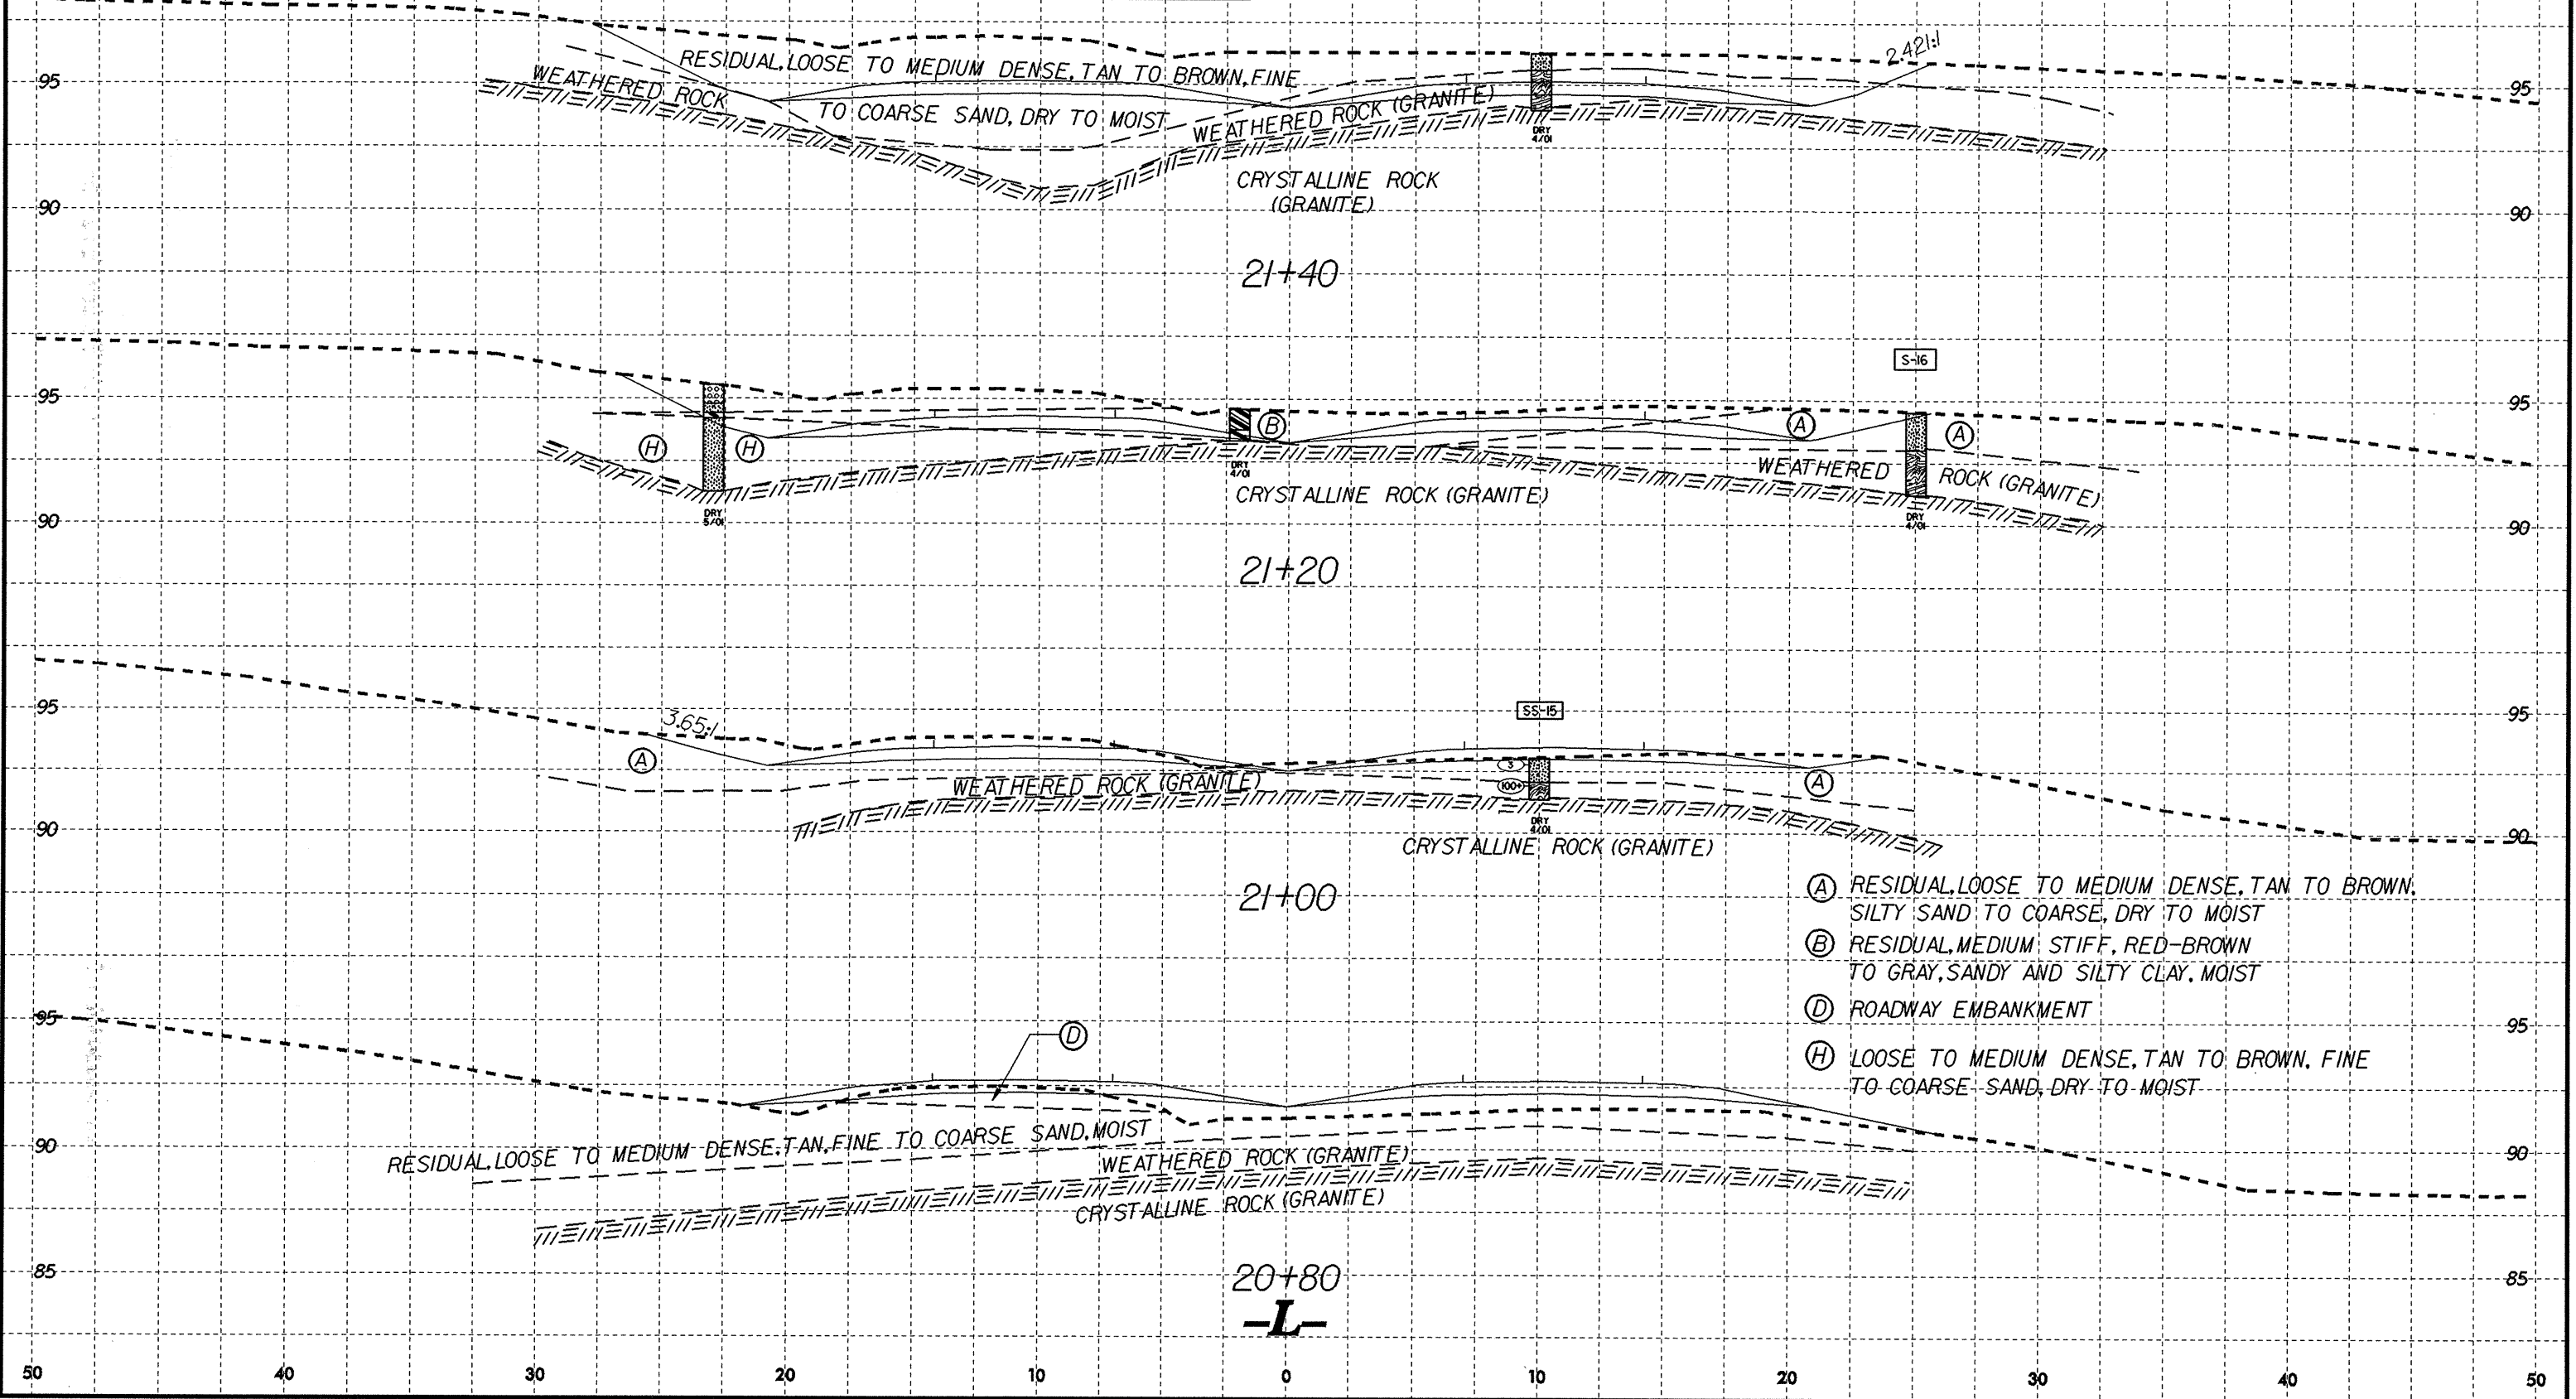 2.421:1
95 RESIDUAL, LOOSE TO MEDIUM DENSE, TAN TO BROWN, FINE 95
WEATHERED ROCK TO COARSE SAND, DRY TO MOIST WEATHERED ROCK (GRANITE)
DRY
4/01
CRYSTALLINE ROCK
(GRANITE)
90 90
21+40
S-16
95 95
B A A
H H
WEATHERED ROCK (GRANITE)
DRY
4/01
CRYSTALLINE ROCK (GRANITE)
DRY
5/01
DRY
4/01
90 90
21+20
95 SS-15 95
3.65:1
A
3
WEATHERED ROCK (GRANITE) 100+ A
DRY
4/01
90 90
CRYSTALLINE ROCK (GRANITE)
21+00
A RESIDUAL, LOOSE TO MEDIUM DENSE, TAN TO BROWN,
SILTY SAND TO COARSE, DRY TO MOIST
B RESIDUAL, MEDIUM STIFF, RED-BROWN
TO GRAY, SANDY AND SILTY CLAY, MOIST
D ROADWAY EMBANKMENT
H LOOSE TO MEDIUM DENSE, TAN TO BROWN, FINE
TO COARSE SAND, DRY TO MOIST
95 95
D
90 90
RESIDUAL, LOOSE TO MEDIUM DENSE, TAN, FINE TO COARSE SAND, MOIST
WEATHERED ROCK (GRANITE)
CRYSTALLINE ROCK (GRANITE)
85 85
20+80
-L-
50 40 30 20 10 0 10 20 30 40 50